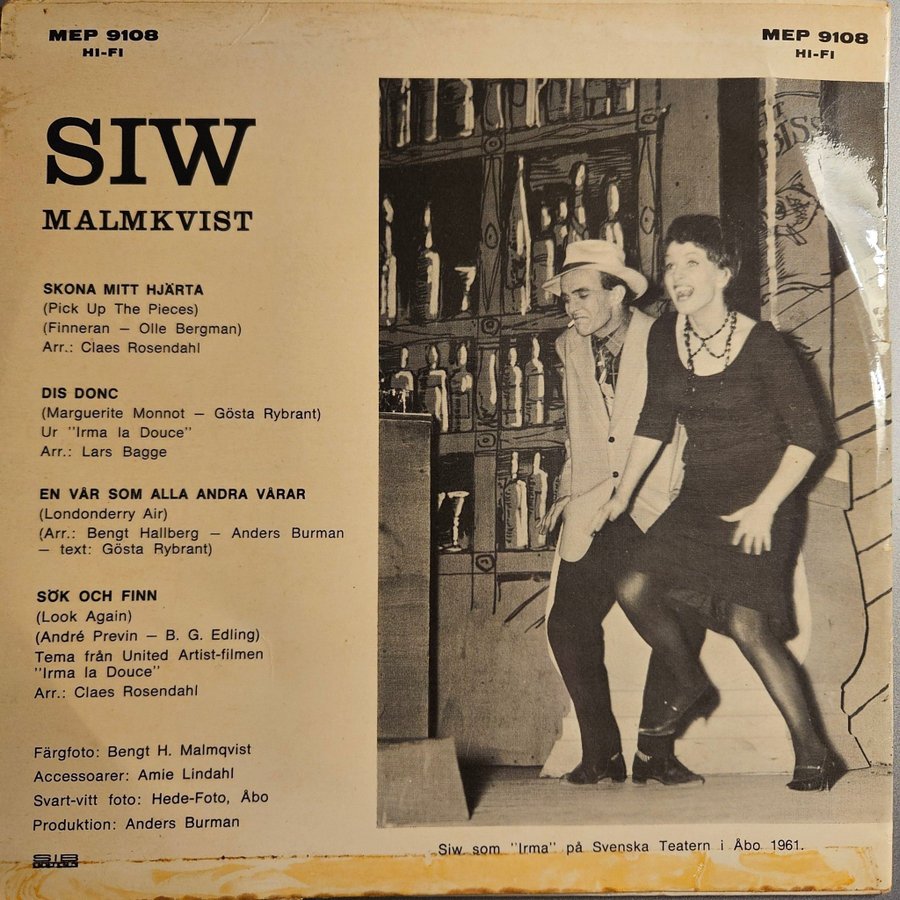 MEP 9108
HI-FI
MEP 9108
HI-FI
SIW
MALMKVIST
SKONA MITT HJÄRTA
(Pick Up The Pieces)
(Finneran — Olle Bergman)
Arr.: Claes Rosendahl
DIS DONC
(Marguerite Monnot — Gösta Rybrant)
Ur "Irma la Douce"
Arr.: Lars Bagge
EN VÅR SOM ALLA ANDRA VÅRAR
(Londonderry Air)
(Arr.: Bengt Hallberg — Anders Burman
— text: Gösta Rybrant)
SÖK OCH FINN
(Look Again)
(André Previn — B. G. Edling)
Tema från United Artist-filmen
"Irma la Douce"
Arr.: Claes Rosendahl
Färgfoto: Bengt H. Malmqvist
Accessoarer: Amie Lindahl
Svart-vitt foto: Hede-Foto, Åbo
Produktion: Anders Burman
Siw som "Irma" på Svenska Teatern i Åbo 1961.